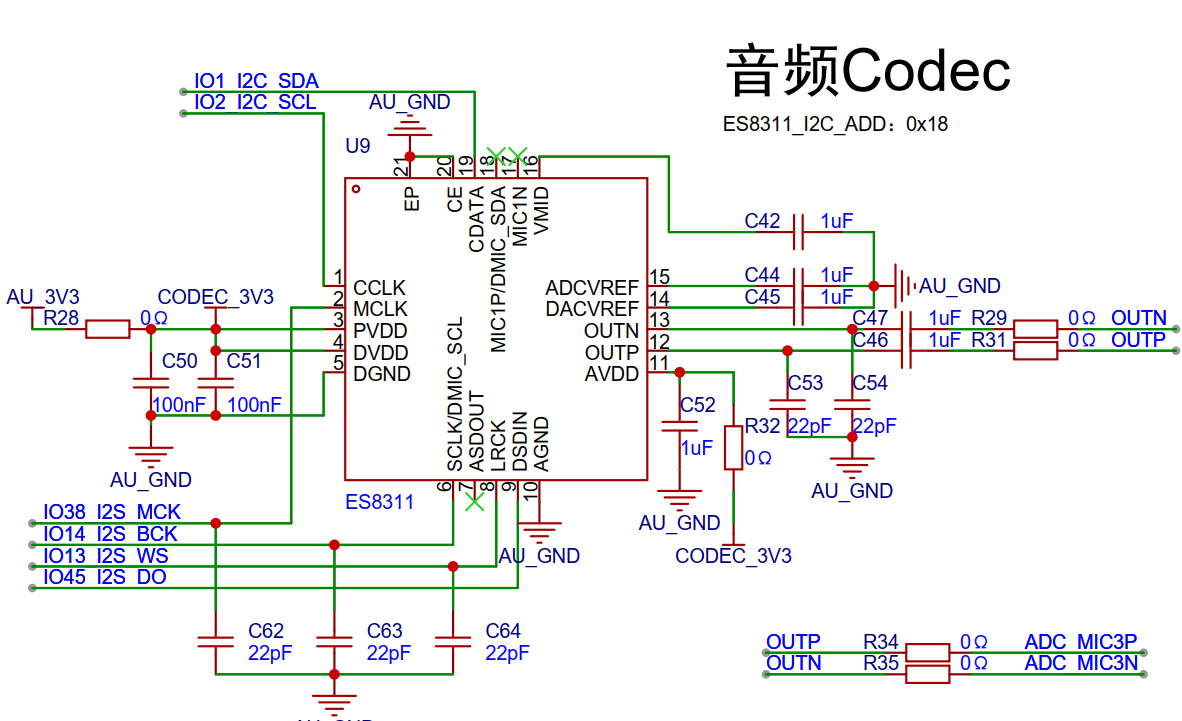 音频Codec
ES8311_I2C_ADD：0x18
IO1_I2C_SDA
IO2_I2C_SCL
AU_GND
U9
21
20
19
18
17
16
EP
CE
CDATA
MIC1P/DMIC_SDA
MIC1N
VMID
1
CCLK
2
MCLK
3
PVDD
4
DVDD
5
DGND
15
ADCVREF
14
DACVREF
13
OUTN
12
OUTP
11
AVDD
C42
1uF
C44
1uF
C45
1uF
AU_GND
C47
1uF
R29
0Ω
OUTN
C46
1uF
R31
0Ω
OUTP
AU_3V3
CODEC_3V3
R28
0Ω
C50
C51
100nF
100nF
AU_GND
C53
C54
22pF
22pF
AU_GND
C52
1uF
R32
0Ω
AU_GND
CODEC_3V3
SCLK/DMIC_SCL
ASDOUT
LRCK
DSDIN
AGND
6
7
8
9
10
ES8311
AU_GND
IO38_I2S_MCK
IO14_I2S_BCK
IO13_I2S_WS
IO45_I2S_DO
C62
22pF
C63
22pF
C64
22pF
OUTP
R34
0Ω
ADC_MIC3P
OUTN
R35
0Ω
ADC_MIC3N